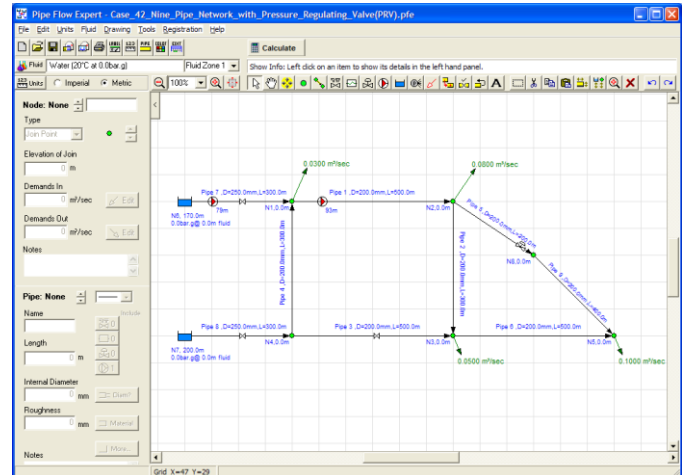 Pipe Flow Expert - Case_42_Nine_Pipe_Network_with_Pressure_Regulating_Valve(PRV).pfe
File Edit Units Fluid Drawing Tools Registration Help
Calculate
Fluid Water (20°C at 0.0bar.g) Fluid Zone 1 Show Info: Left click on an item to show its details in the left hand panel.
Units Imperial Metric 100%
Node: None
Type
Join Point
Elevation of Join
0 m
Demands In
0 m³/sec Edit
Demands Out
0 m³/sec Edit
Notes
Pipe: None
Name Include
0
Length 0
0 m 0
1
Internal Diameter
0 mm Diam?
Roughness
0 mm Material
More...
Notes
0.0300 m³/sec
0.0800 m³/sec
Pipe 7 ,D=250.0mm,L=300.0m
Pipe 1 ,D=200.0mm,L=500.0m
N6, 170.0m
0.0bar.g@ 0.0m fluid
N1,0.0m
N2,0.0m
Pipe 4 ,D=200.0mm,L=300.0m
Pipe 2 ,D=200.0mm,L=300.0m
N8,0.0m
Pipe 8 ,D=250.0mm,L=300.0m
Pipe 3 ,D=200.0mm,L=500.0m
Pipe 6 ,D=200.0mm,L=500.0m
N7, 200.0m
0.0bar.g@ 0.0m fluid
N4,0.0m
N3,0.0m
N5,0.0m
0.0500 m³/sec
0.1000 m³/sec
Grid X=47 Y=29